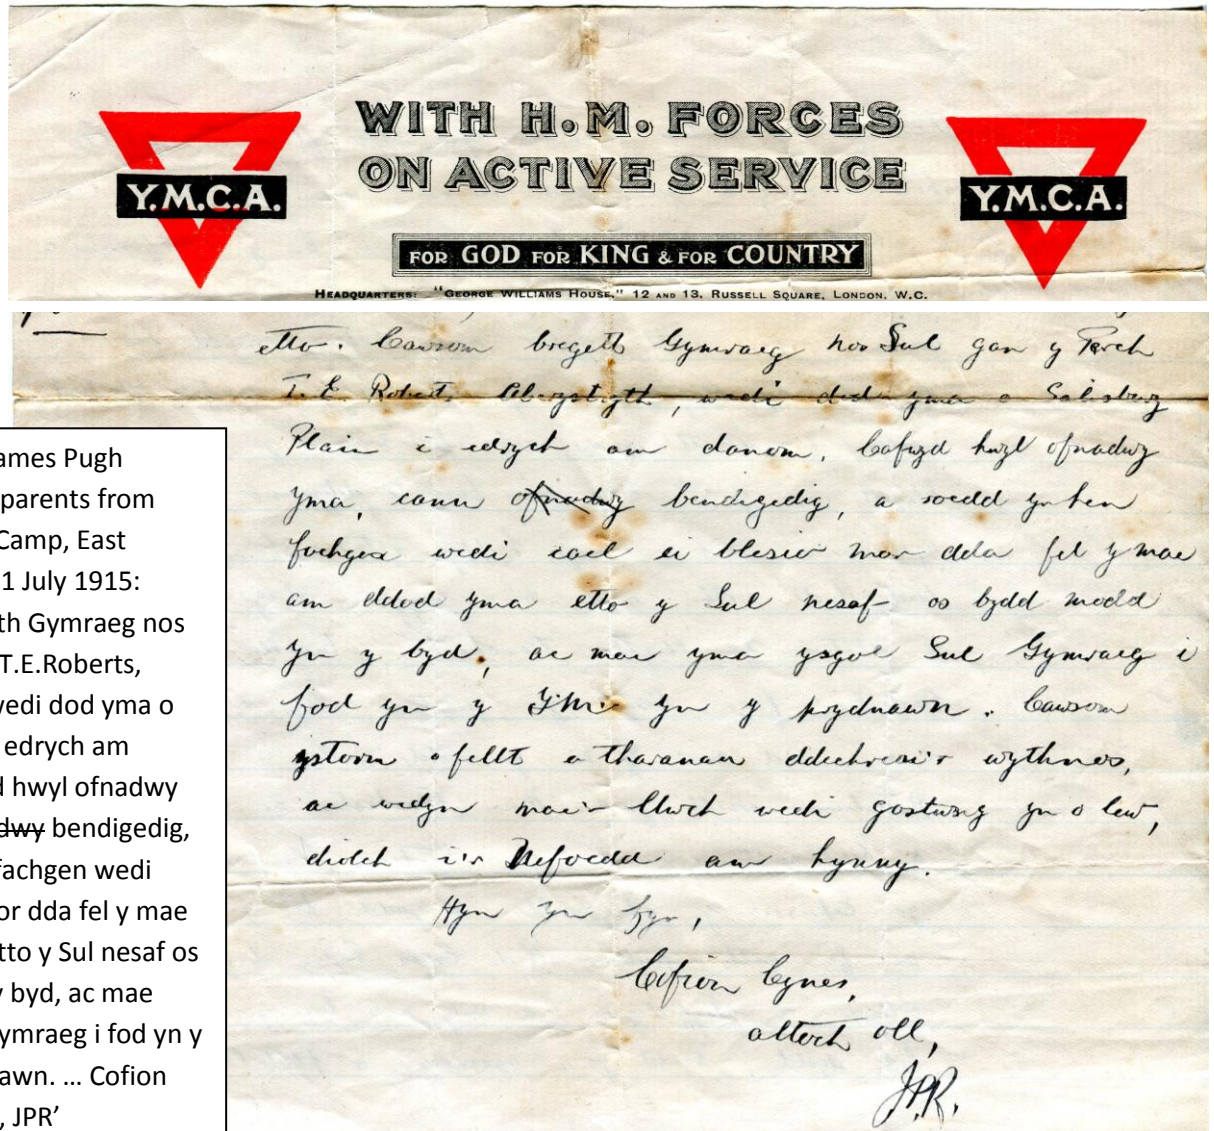 Y.M.C.A.
WITH H.M. FORCES
ON ACTIVE SERVICE
Y.M.C.A.
FOR GOD FOR KING & FOR COUNTRY
HEADQUARTERS: "GEORGE WILLIAMS HOUSE," 12 AND 13, RUSSELL SQUARE, LONDON. W.C.
etto. Cawsom bregeth Gymraeg nos Sul gan y Parch
T. E. Roberts Aberystwyth, wedi dod yma o Salisbury
Plain i edrych am danom, Cafwyd hwyl ofnadwy
yma, canu ofnadwy bendigedig, a roedd yr hen
fachgen wedi cael ei blesio mor dda fel y mae
am ddod yma etto y Sul nesaf os bydd modd
yn y byd, ac mae yma ysgol Sul Gymraeg i
fod yn y yn y prydnawn. Cawsom
ystorm o fellt a tharanau ddechreu'r wythnos,
ac wedyn mae'r llwch wedi gostwng yn o lew,
diolch i'r Nefoedd am hynny.
Hyn yn fyr,
Cofion Cynes,
attoch oll,
JPR.
ames Pugh
parents from
Camp, East
1 July 1915:
th Gymraeg nos
T.E.Roberts,
wedi dod yma o
edrych am
d hwyl ofnadwy
dwy bendigedig,
fachgen wedi
or dda fel y mae
tto y Sul nesaf os
y byd, ac mae
ymraeg i fod yn y
awn. … Cofion
, JPR’